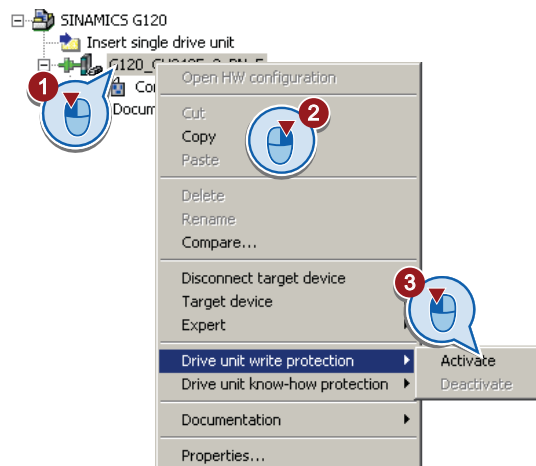 SINAMICS G120
Insert single drive unit
1
Open HW configuration
Docum
Cut
2
Copy
Paste
Delete
Rename
Compare...
Disconnect target device
3
Target device
Expert
Drive unit write protection
Activate
Drive unit know-how protection
Deactivate
Documentation
Properties...